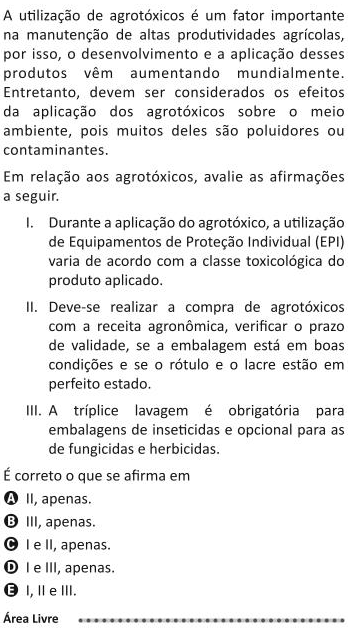 A utilização de agrotóxicos é um fator importante
na manutenção de altas produtividades agrícolas,
por isso, o desenvolvimento e a aplicação desses
produtos vêm aumentando mundialmente.
Entretanto, devem ser considerados os efeitos
da aplicação dos agrotóxicos sobre o meio
ambiente, pois muitos deles são poluidores ou
contaminantes.
Em relação aos agrotóxicos, avalie as afirmações
a seguir.
I. Durante a aplicação do agrotóxico, a utilização
de Equipamentos de Proteção Individual (EPI)
varia de acordo com a classe toxicológica do
produto aplicado.
II. Deve-se realizar a compra de agrotóxicos
com a receita agronômica, verificar o prazo
de validade, se a embalagem está em boas
condições e se o rótulo e o lacre estão em
perfeito estado.
III. A tríplice lavagem é obrigatória para
embalagens de inseticidas e opcional para as
de fungicidas e herbicidas.
É correto o que se afirma em
A II, apenas.
B III, apenas.
C I e II, apenas.
D I e III, apenas.
E I, II e III.
Área Livre